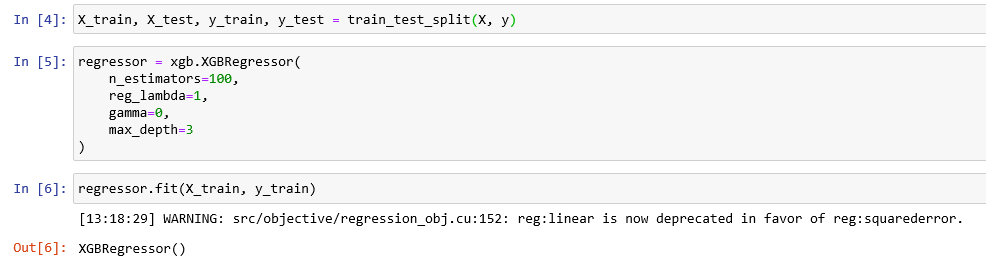 In [4]: X_train, X_test, y_train, y_test = train_test_split(X, y)
In [5]: regressor = xgb.XGBRegressor(
n_estimators=100,
reg_lambda=1,
gamma=0,
max_depth=3
)
In [6]: regressor.fit(X_train, y_train)
[13:18:29] WARNING: src/objective/regression_obj.cu:152: reg:linear is now deprecated in favor of reg:squarederror.
Out[6]: XGBRegressor()